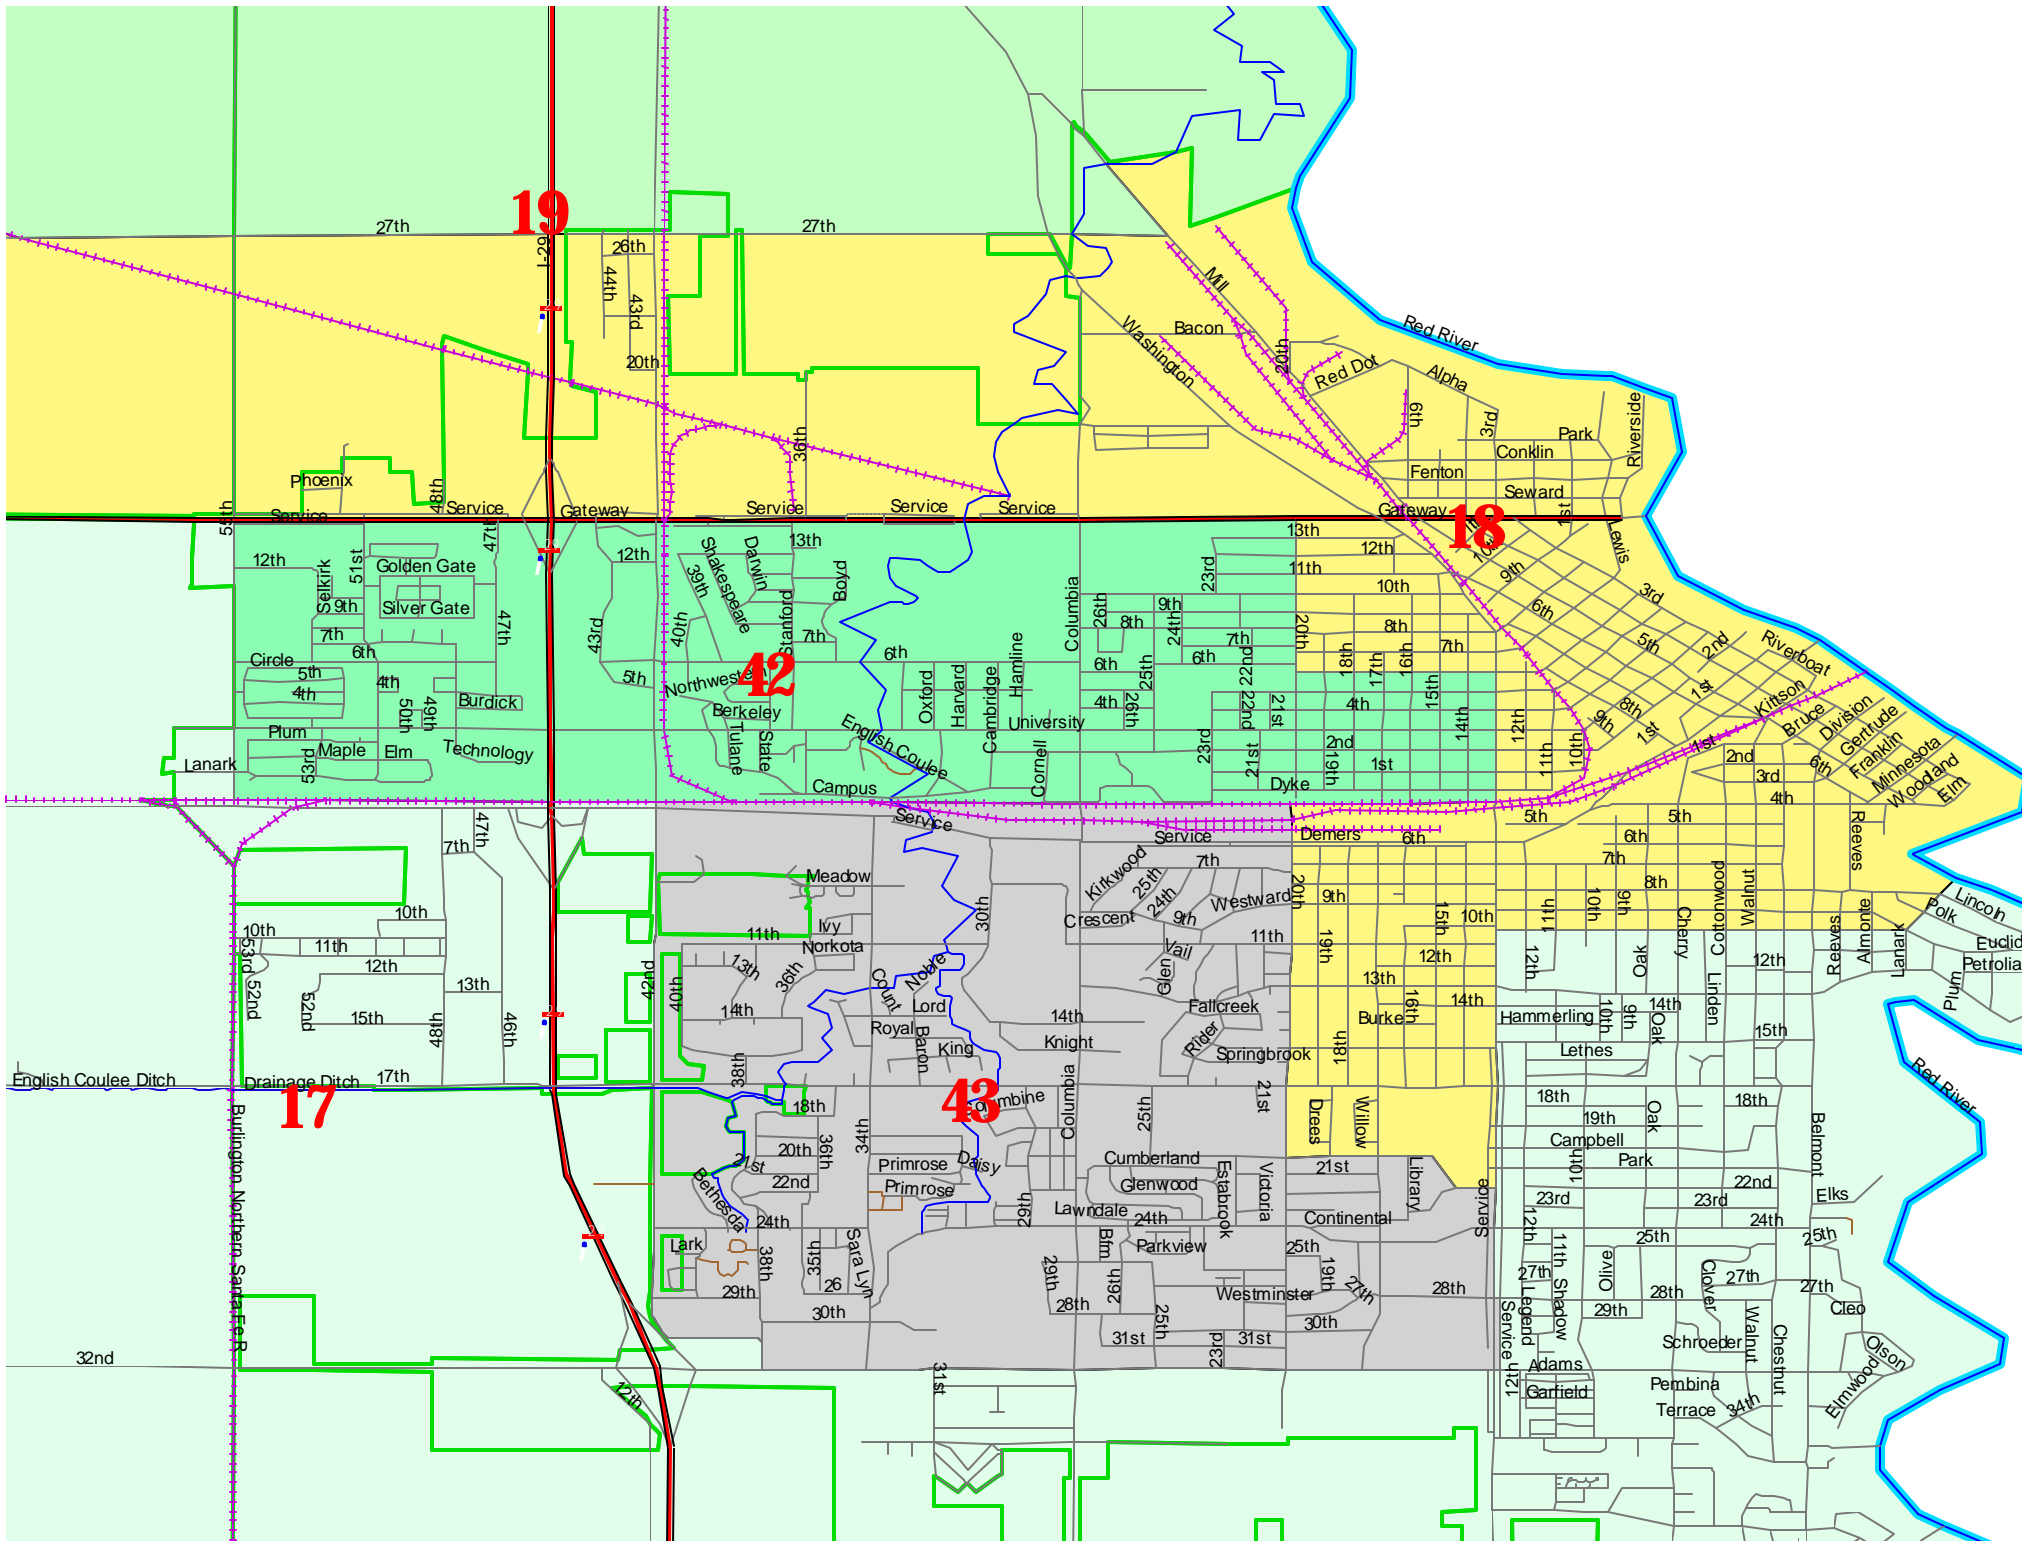 19
27th
27th
I-29
26th
44th
43rd
20th
Mill
Bacon
Washington
20th
Red River
Red Dot
Alpha
6th
3rd
Riverside
Park
Conklin
Fenton
Seward
1st
36th
Phoenix
48th
55th
Service
Service
47th
Gateway
Service
Service
Service
Gateway
18
Lewis
13th
12th
11th
10th
10th
9th
12th
Selkirk
51st
Golden Gate
Silver Gate
9th
7th
6th
47th
12th
43rd
5th
40th
39th
Shakespeare
Darwin
13th
Stanford
Boyd
7th
6th
42
Northwestern
Berkeley
Tulane
State
Columbia
26th
8th
9th
24th
23rd
7th
6th
22nd
6th
25th
4th
26th
22nd
21st
20th
8th
7th
18th
17th
16th
15th
4th
14th
6th
5th
3rd
2nd
Riverboat
1st
Kittson
Bruce
Division
Gertrude
Franklin
Minnesota
Woodland
Elm
8th
9th
1st
12th
11th
10th
1st
2nd
3rd
6th
4th
Circle
5th
4th
4th
50th
49th
Burdick
Plum
Maple
Elm
Technology
53rd
Lanark
Oxford
Harvard
Cambridge
Hamline
University
Cornell
English Coulee
Campus
23rd
21st
2nd
19th
1st
Dyke
Service
Service
Demers
6th
5th
5th
6th
7th
8th
Reeves
47th
7th
Meadow
Ivy
Norkota
11th
30th
Kirkwood
25th
24th
7th
Crescent
9th
Westward
Vail
11th
Glen
20th
9th
15th
10th
19th
12th
13th
11th
10th
9th
Cherry
Cottonwood
Walnut
Reeves
Almonte
Lanark
Polk
Lincoln
Euclid
Petrolia
Plum
10th
10th
11th
53rd
52nd
12th
52nd
15th
13th
48th
46th
42nd
40th
13th
36th
14th
Count
Noble
Lord
Royal
Baron
King
14th
Knight
Fallcreek
Rider
Springbrook
Burke
16th
14th
18th
12th
Oak
Linden
12th
Hammerling
10th
9th
14th
Oak
15th
Lethes
Red River
English Coulee Ditch
Drainage Ditch
17th
17
Burlington Northern Santa Fe R
38th
18th
20th
36th
21st
22nd
Bethesda
24th
34th
43
Columbine
Columbia
Primrose
Daisy
Primrose
29th
25th
21st
Drees
Willow
Cumberland
Glenwood
Estabrook
Victoria
Lawndale
24th
21st
Library
Continental
Service
18th
19th
Oak
18th
Campbell
Park
10th
Belmont
22nd
23rd
23rd
Elks
24th
25th
12th
11th
25th
Lark
38th
35th
Sara Lyn
26
29th
30th
Elm
Parkview
29th
26th
28th
25th
Westminster
31st
23rd
31st
25th
19th
27th
30th
28th
27th
Legend
Shadow
Service
Olive
29th
28th
Clover
27th
Walnut
Chestnut
27th
Cleo
Schroeder
Olson
Elmwood
32nd
12th
31st
12th
Adams
Garfield
Pembina
Terrace
34th